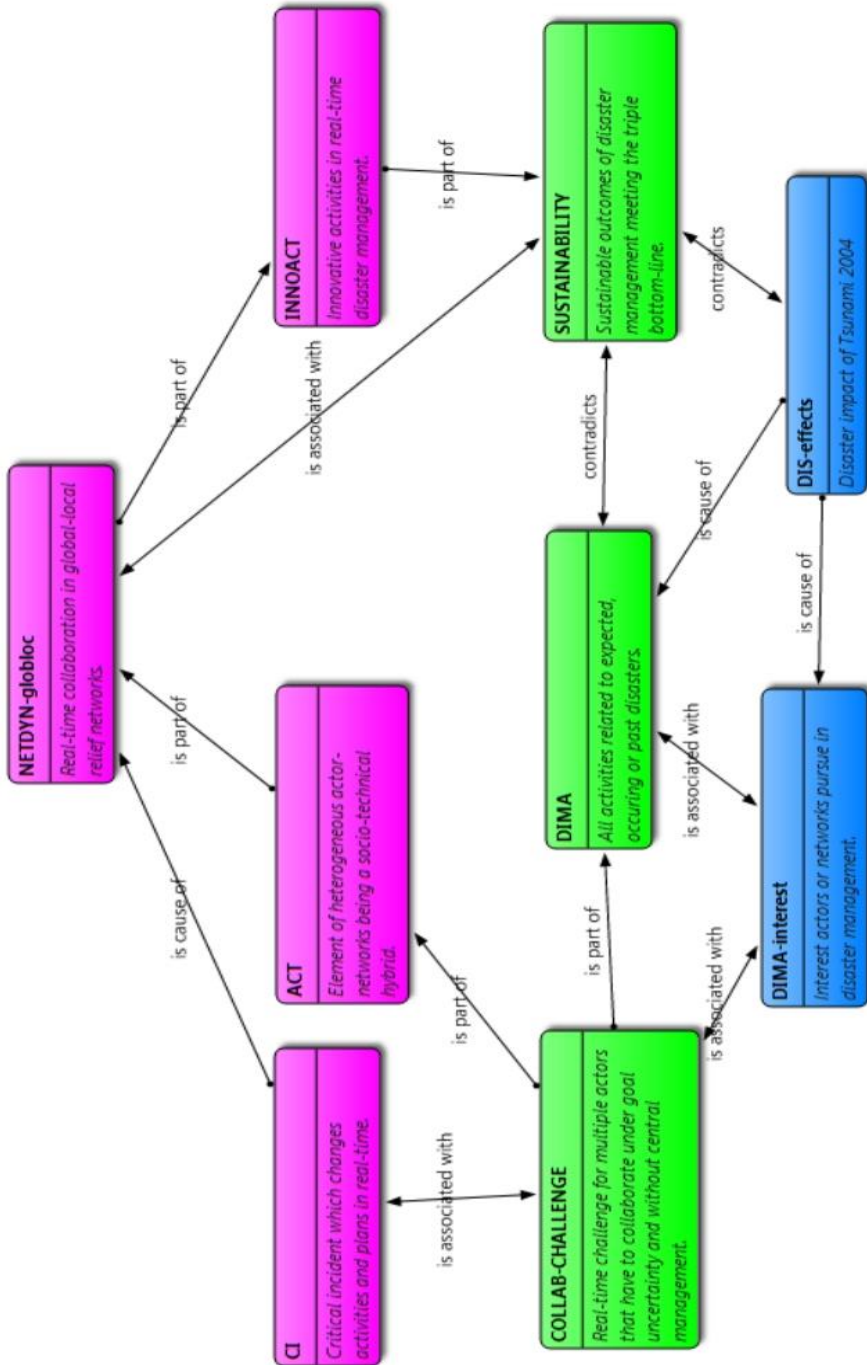 NETDYN-globloc
Real-time collaboration in global-local
relief networks.
is cause of
is part of
is associated with
is part of
CI
Critical incident which changes
activities and plans in real-time.
ACT
Element of heterogeneous actor-
networks being a socio-technical
hybrid.
INNOACT
Innovative activities in real-time
disaster management.
is associated with
is part of
is part of
COLLAB-CHALLENGE
Real-time challenge for multiple actors
that have to collaborate under goal
uncertainty and without central
management.
is part of
DIMA
All activities related to expected,
occuring or past disasters.
contradicts
SUSTAINABILITY
Sustainable outcomes of disaster
management meeting the triple
bottom-line.
is associated with
is associated with
is cause of
contradicts
DIMA-interest
Interest actors or networks pursue in
disaster management.
is cause of
DIS-effects
Disaster impact of Tsunami 2004